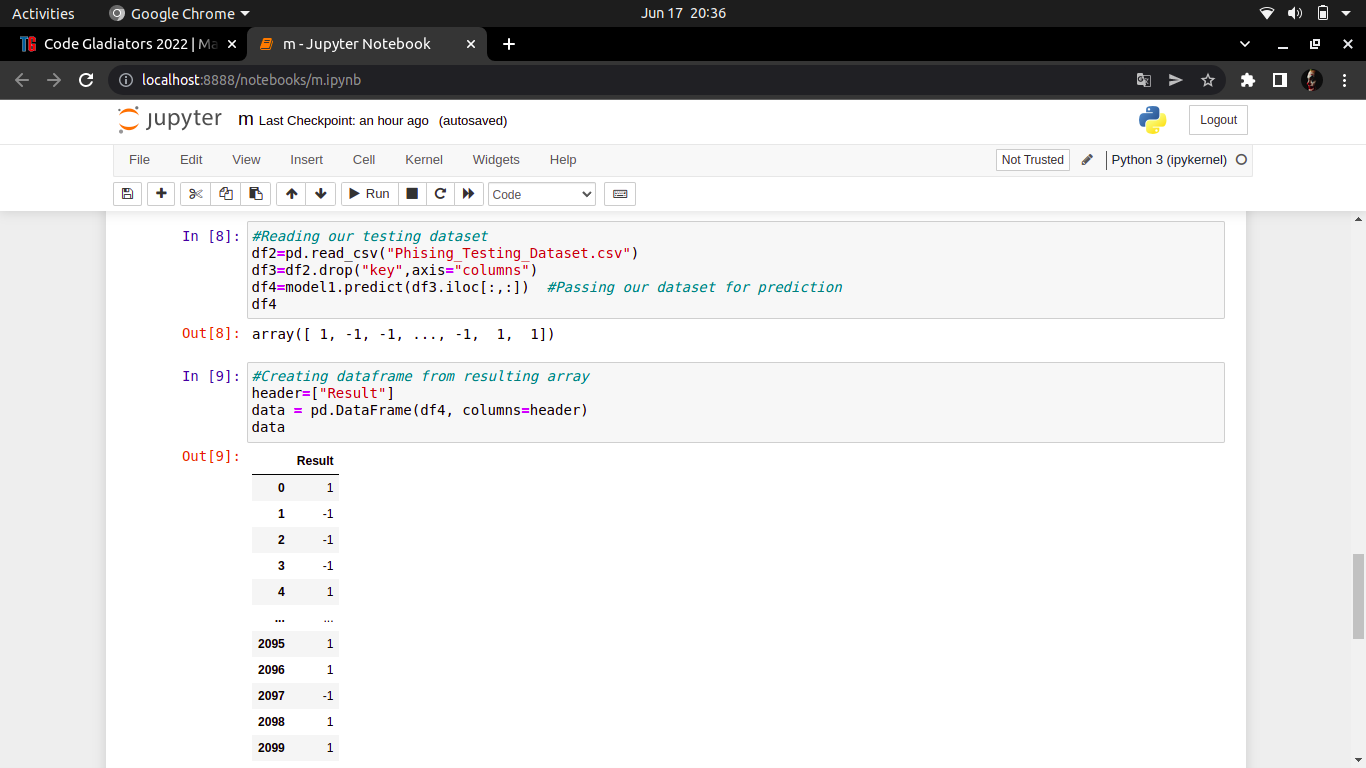 Activities Google Chrome Jun 17 20:36
Code Gladiators 2022 | Ma m - Jupyter Notebook
localhost:8888/notebooks/m.ipynb
jupyter m Last Checkpoint: an hour ago (autosaved) Logout
File Edit View Insert Cell Kernel Widgets Help Not Trusted Python 3 (ipykernel)
Run Code
In [8]: #Reading our testing dataset
df2=pd.read_csv("Phising_Testing_Dataset.csv")
df3=df2.drop("key",axis="columns")
df4=model1.predict(df3.iloc[:,:]) #Passing our dataset for prediction
df4
Out[8]: array([ 1, -1, -1, ..., -1, 1, 1])
In [9]: #Creating dataframe from resulting array
header=["Result"]
data = pd.DataFrame(df4, columns=header)
data
Out[9]:
Result
0 1
1 -1
2 -1
3 -1
4 1
... ...
2095 1
2096 1
2097 -1
2098 1
2099 1